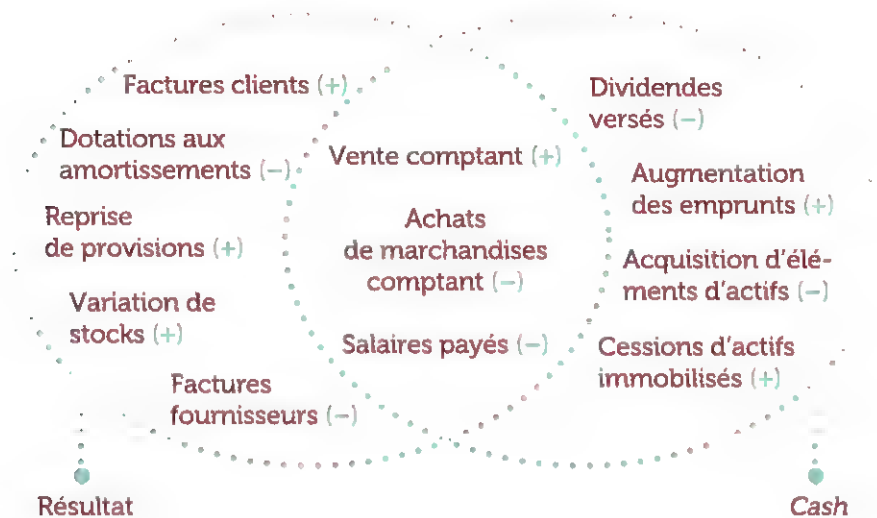 Factures clients (+)
Dotations aux
amortissements (−)
Reprise
de provisions (+)
Variation de
stocks (+)
Factures
fournisseurs (−)
Vente comptant (+)
Achats
de marchandises
comptant (−)
Salaires payés (−)
Dividendes
versés (−)
Augmentation
des emprunts (+)
Acquisition d'élé-
ments d'actifs (−)
Cessions d'actifs
immobilisés (+)
Résultat
Cash